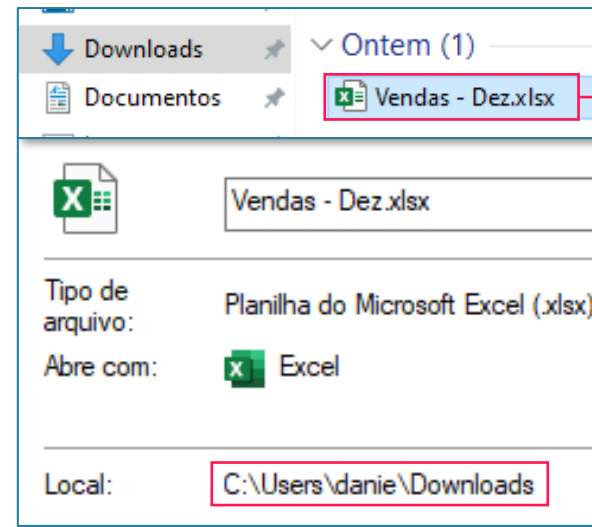 Downloads
Ontem (1)
Documentos
Vendas - Dez.xlsx
Vendas - Dez.xlsx
Tipo de
arquivo:
Planilha do Microsoft Excel (.xlsx)
Abre com:
Excel
Local:
C:\Users\danie\Downloads